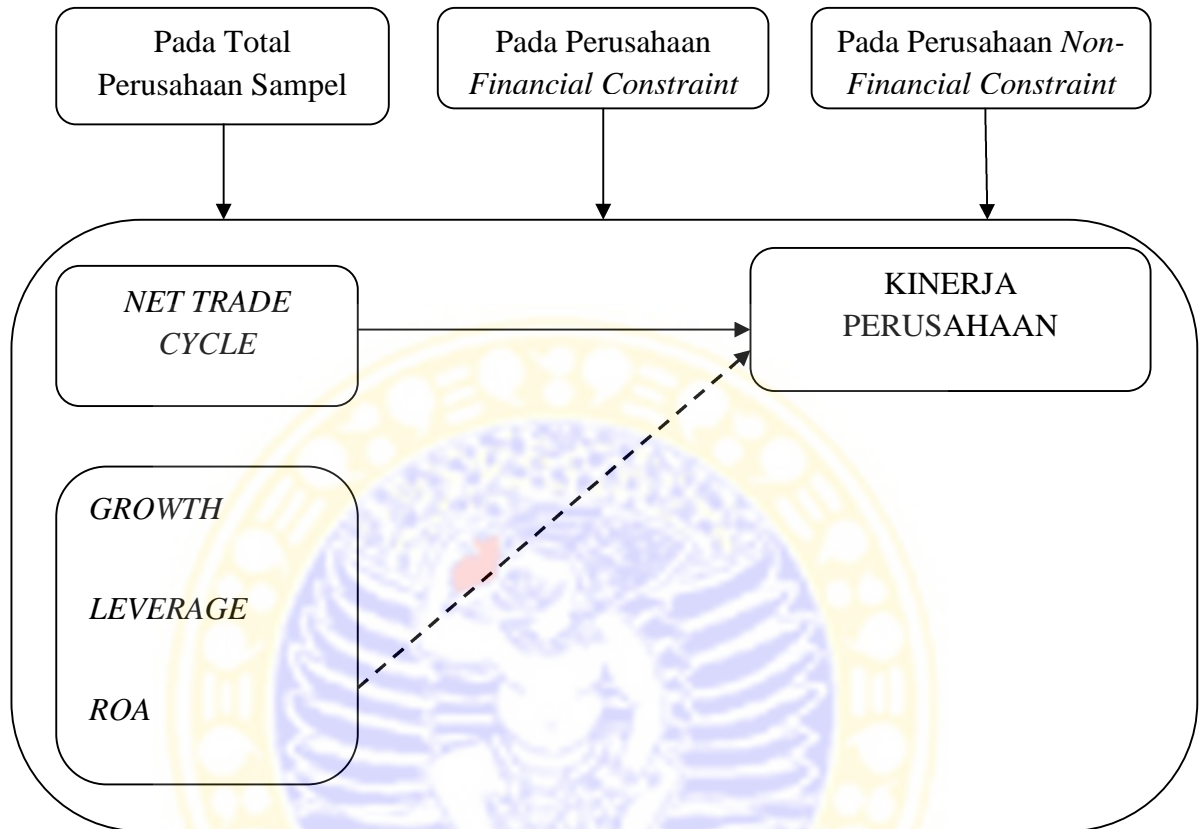 Pada Total
Perusahaan Sampel
Pada Perusahaan
Financial Constraint
Pada Perusahaan Non-
Financial Constraint
NET TRADE
CYCLE
KINERJA
PERUSAHAAN
GROWTH
LEVERAGE
ROA